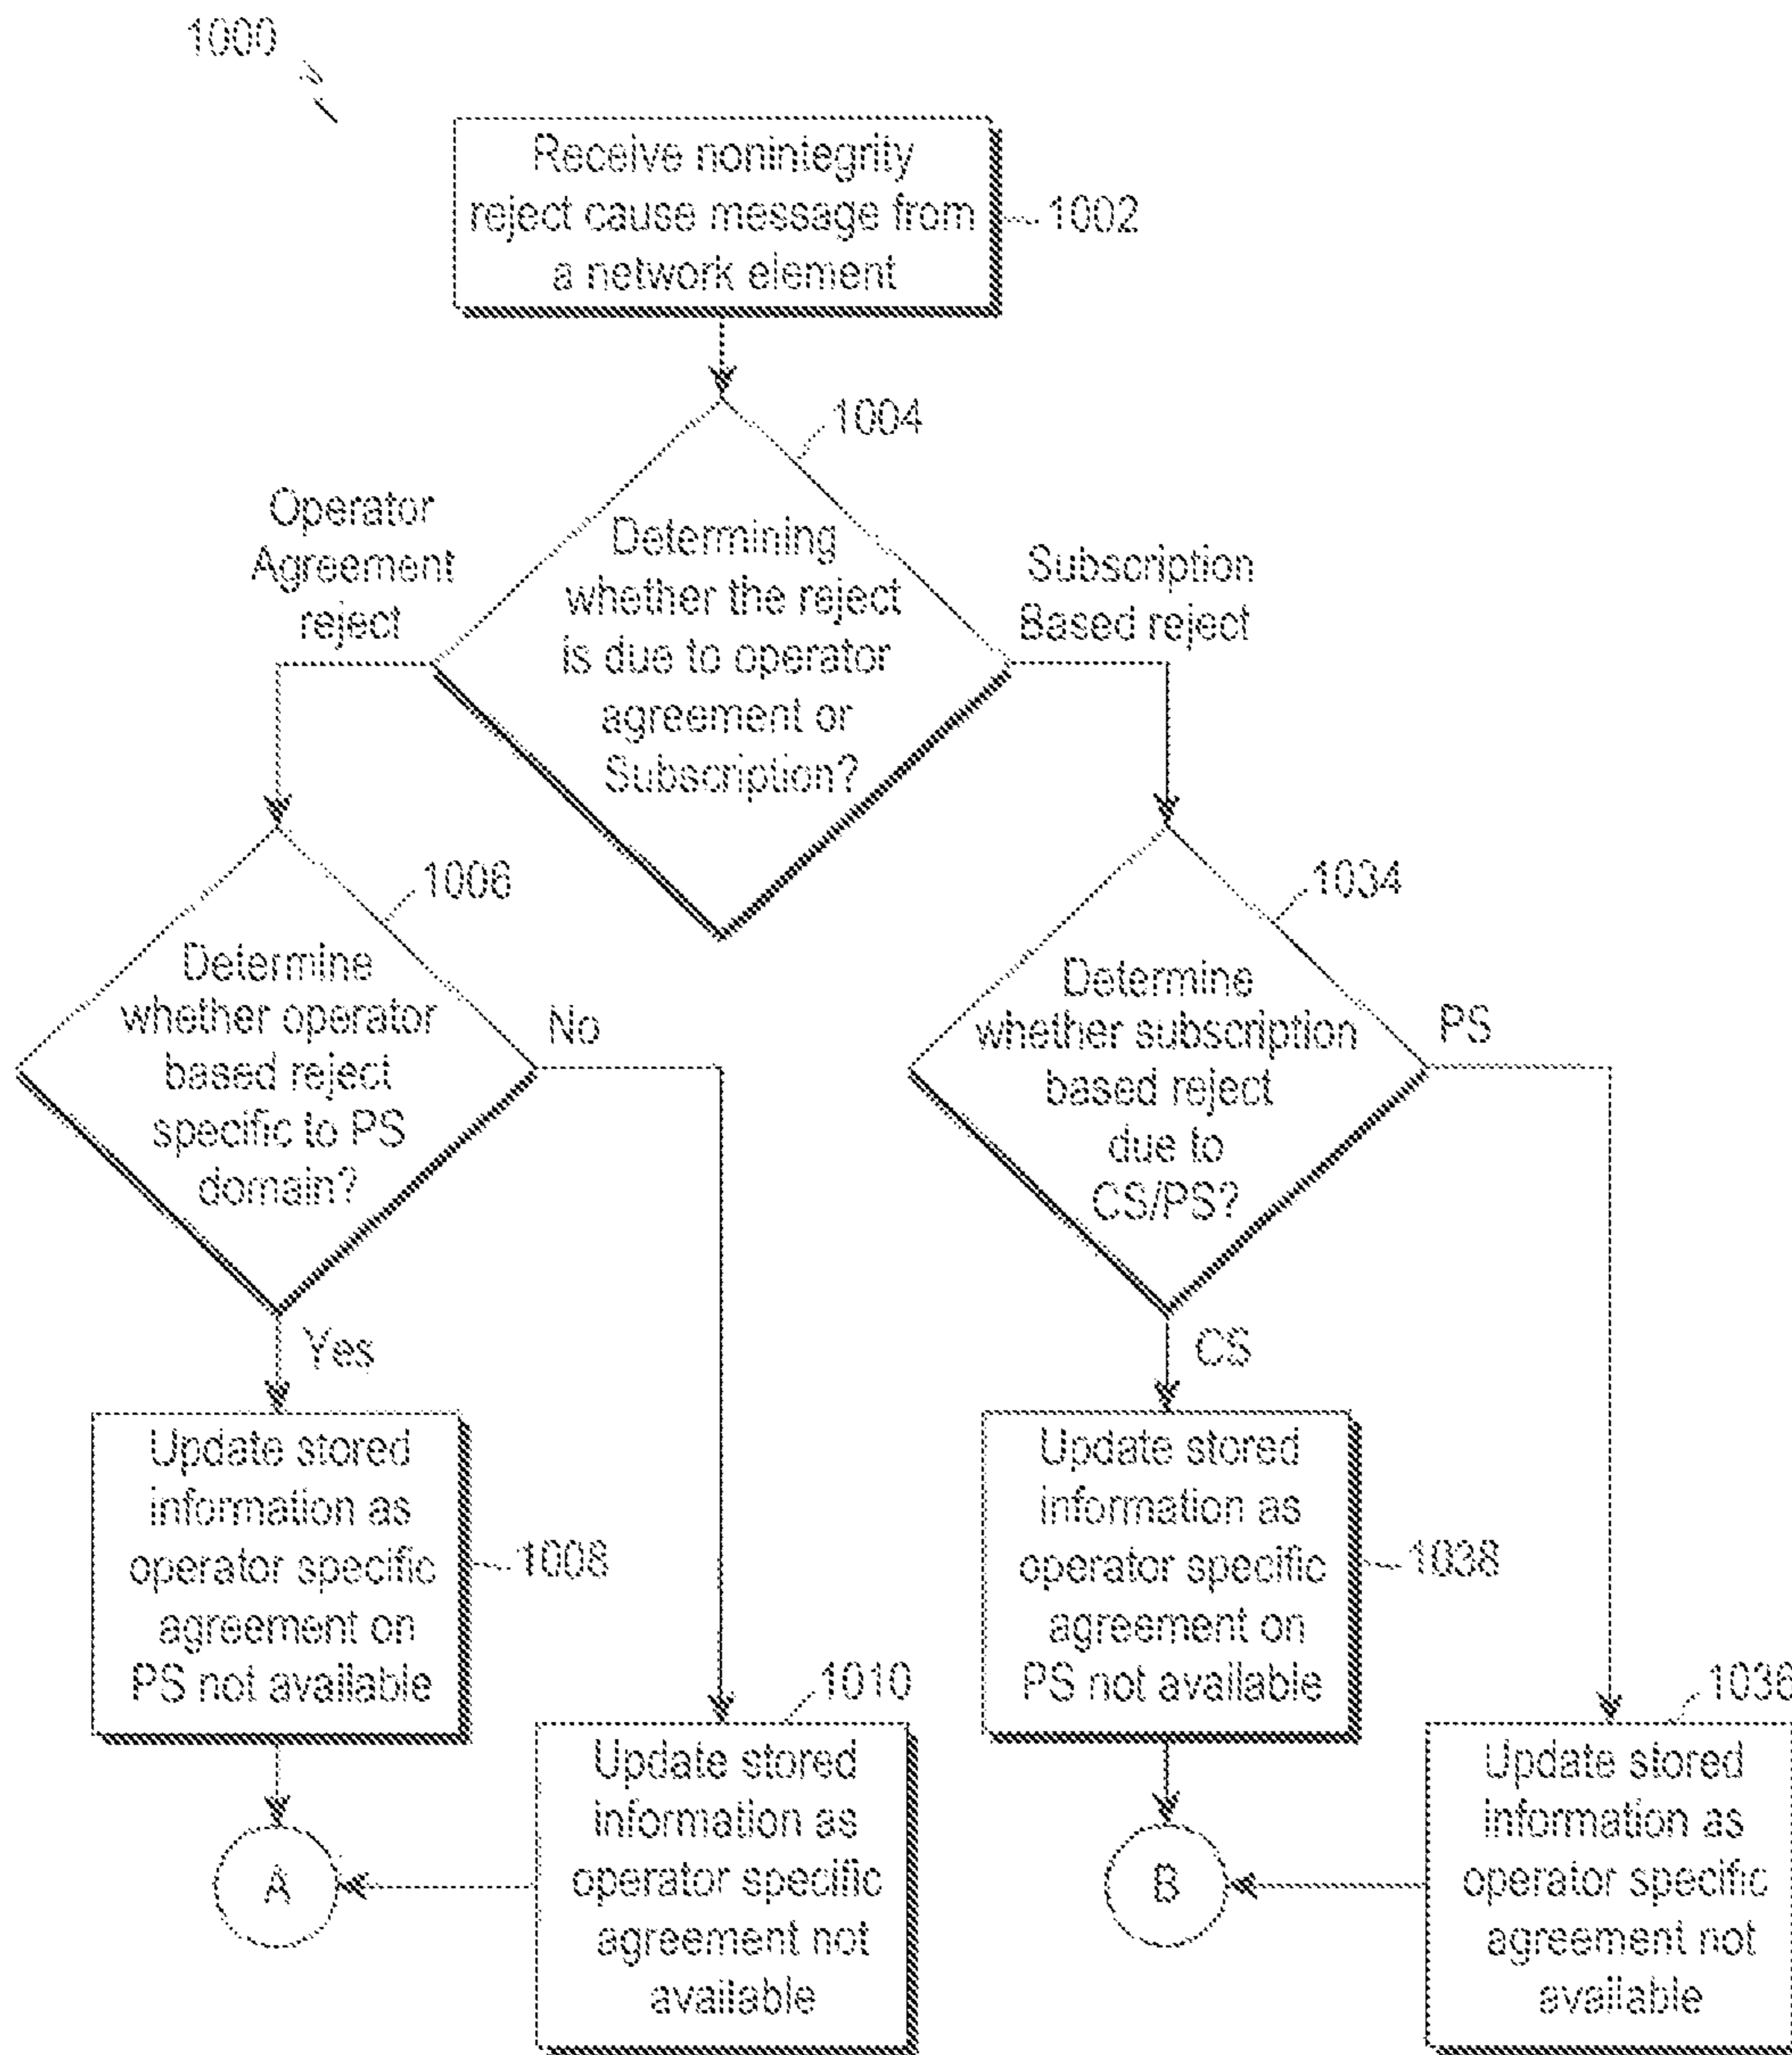 1000
Receive nonintegrity
reject cause message from
a network element
1002
1004
Operator
Agreement
reject
Determining
whether the reject
is due to operator
agreement or
Subscription?
Subscription
Based reject
1006
Determine
whether operator
based reject
specific to PS
domain?
No
Yes
1034
Determine
whether subscription
based reject
due to
CS/PS?
PS
CS
Update stored
information as
operator specific
agreement on
PS not available
1008
Update stored
information as
operator specific
agreement on
PS not available
1038
1010
Update stored
information as
operator specific
agreement not
available
1036
Update stored
information as
operator specific
agreement not
available
A
B